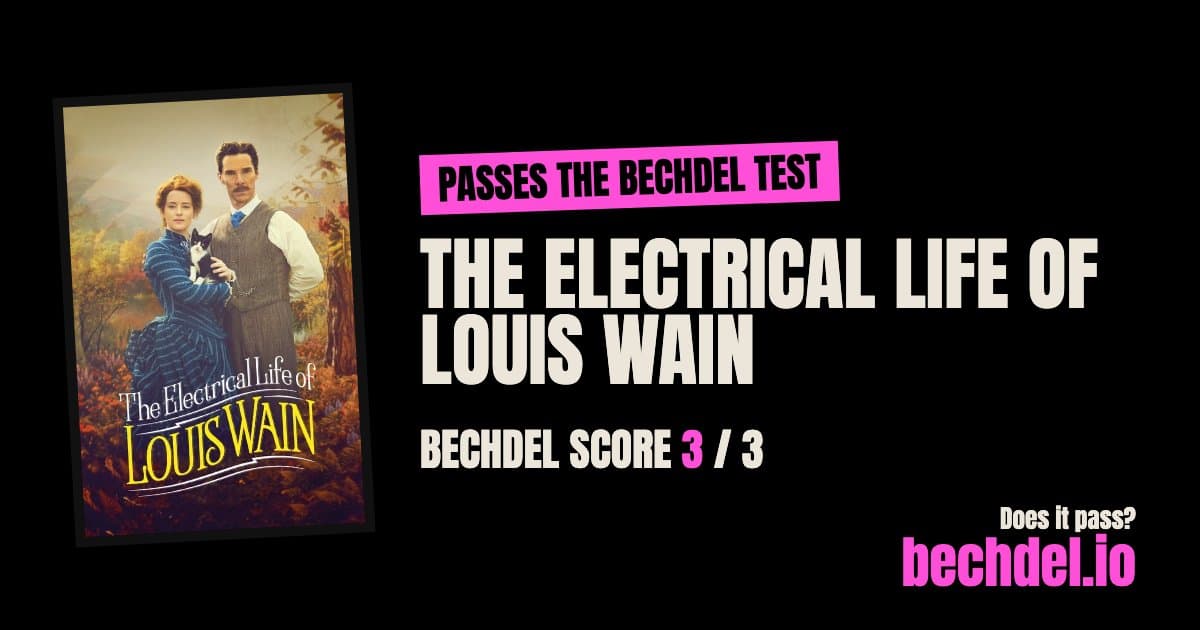 The Electrical Life of
LOUIS WAIN
PASSES THE BECHDEL TEST
THE ELECTRICAL LIFE OF
LOUIS WAIN
BECHDEL SCORE 3 / 3
Does it pass?
bechdel.io